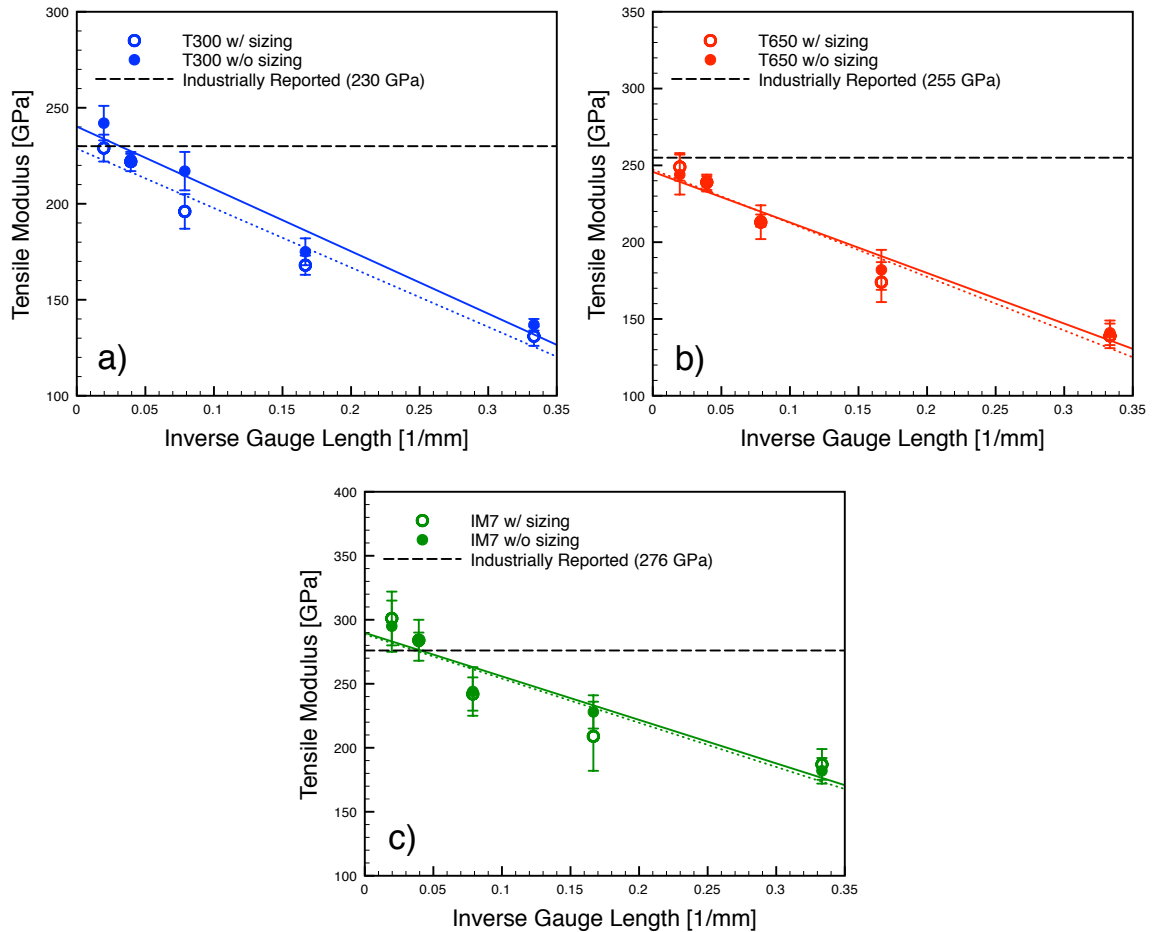 300
250
200
150
100
Tensile Modulus [GPa]
T300 w/ sizing
T300 w/o sizing
Industrially Reported (230 GPa)
a)
0 0.05 0.1 0.15 0.2 0.25 0.3 0.35
Inverse Gauge Length [1/mm]
350
300
250
200
150
100
Tensile Modulus [GPa]
T650 w/ sizing
T650 w/o sizing
Industrially Reported (255 GPa)
b)
0 0.05 0.1 0.15 0.2 0.25 0.3 0.35
Inverse Gauge Length [1/mm]
400
350
300
250
200
150
100
Tensile Modulus [GPa]
IM7 w/ sizing
IM7 w/o sizing
Industrially Reported (276 GPa)
c)
0 0.05 0.1 0.15 0.2 0.25 0.3 0.35
Inverse Gauge Length [1/mm]